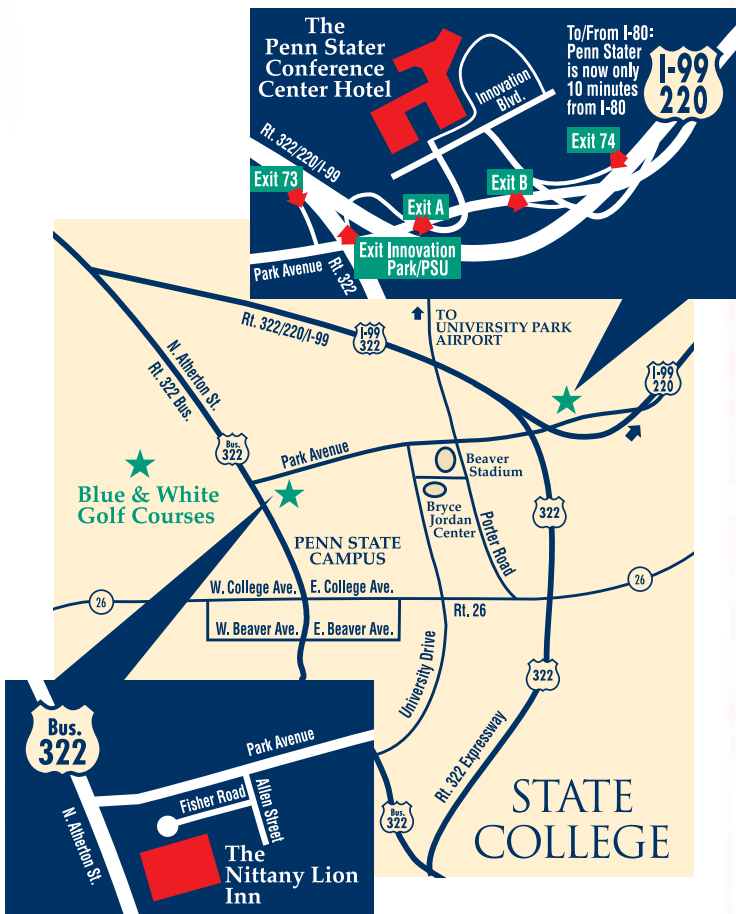 The
Penn Stater
Conference
Center Hotel
To/From I-80:
Penn Stater
is now only
10 minutes
from I-80
I-99
220
Innovation
Blvd.
Rt. 322/220/I-99
Exit 74
Exit 73
Exit B
Exit A
Exit Innovation
Park/PSU
Park Avenue
Rt. 322
TO
UNIVERSITY PARK
AIRPORT
Rt. 322/220/I-99
I-99
322
N. Atherton St.
Rt. 322 Bus.
I-99
220
Bus.
322
Park Avenue
Beaver
Stadium
Blue & White
Golf Courses
Bryce
Jordan
Center
Porter Road
322
PENN STATE
CAMPUS
W. College Ave.
E. College Ave.
26
26
Rt. 26
W. Beaver Ave.
E. Beaver Ave.
University Drive
322
Rt. 322 Expressway
Bus.
322
STATE
COLLEGE
Bus.
322
Park Avenue
Fisher Road
Allen Street
N. Atherton St.
The
Nittany Lion
Inn